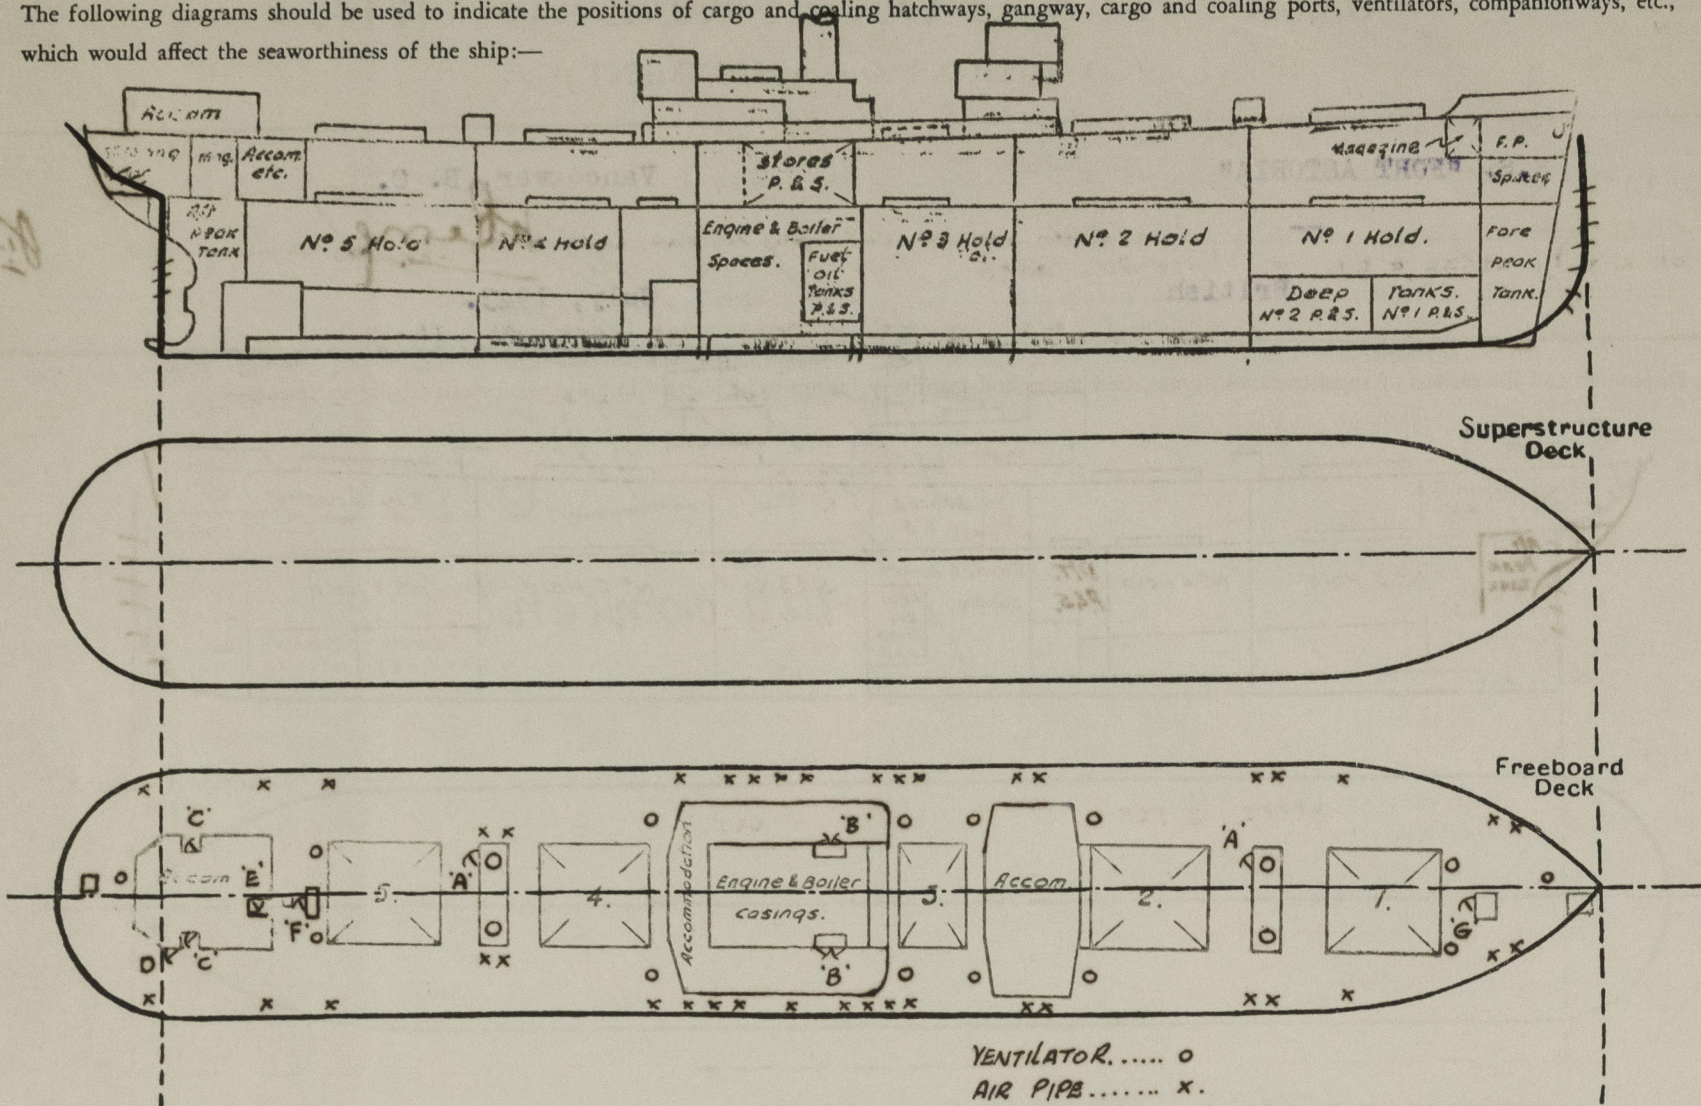 The following diagrams should be used to indicate the positions of cargo and coaling hatchways, gangway, cargo and coaling ports, ventilators, companionways, etc.,
which would affect the seaworthiness of the ship:—
Accom
Mag.
Accom.
etc.
stores
P. & S.
Magazine
F.P.
Spaces
Aft
Peak
Tank
Nº 5 Hold
Nº 4 Hold
Engine & Boiler
Spaces.
Fuel
oil
Tanks
P.&S.
Nº 3 Hold
Nº 2 Hold
Nº 1 Hold.
Deep
Nº 2 P.&S.
Tanks.
Nº 1 P.&S.
Fore
peak
Tank.
Superstructure
Deck
Freeboard
Deck
'C'
Accom
'E'
'F'
D
'C'
5.
'A'
4.
Accommodation
Engine & Boiler
casings.
'B'
'B'
3.
Accom.
2.
'A'
1.
'G'
VENTILATOR...... o
AIR PIPE....... x.